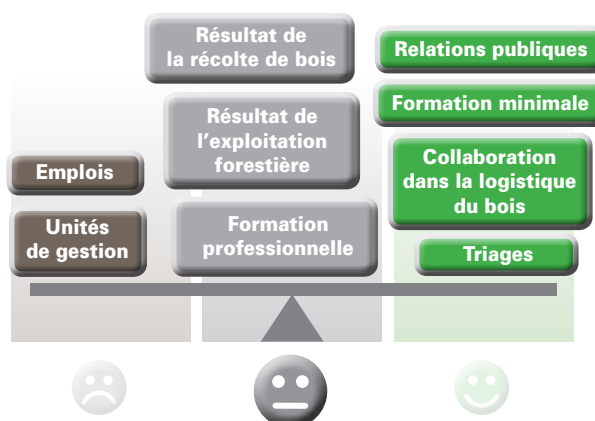 Emplois
Unités
de gestion
Résultat de
la récolte de bois
Résultat de
l’exploitation
forestière
Formation
professionnelle
Relations publiques
Formation minimale
Collaboration
dans la logistique
du bois
Triages